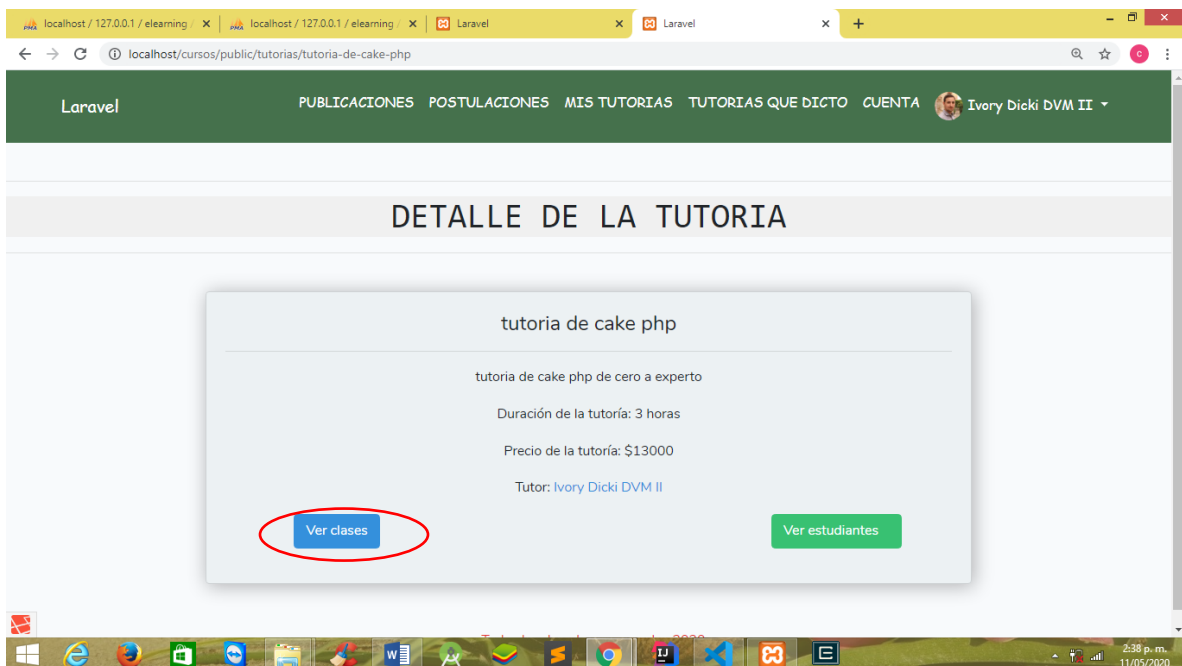 localhost / 127.0.0.1 / elearning /
localhost / 127.0.0.1 / elearning /
Laravel
Laravel
localhost/cursos/public/tutorias/tutoria-de-cake-php
c
Laravel
PUBLICACIONES POSTULACIONES MIS TUTORIAS TUTORIAS QUE DICTO CUENTA Ivory Dicki DVM II
DETALLE DE LA TUTORIA
tutoria de cake php
tutoria de cake php de cero a experto
Duración de la tutoría: 3 horas
Precio de la tutoría: $13000
Tutor: Ivory Dicki DVM II
Ver clases
Ver estudiantes
2:38 p. m.
11/05/2020